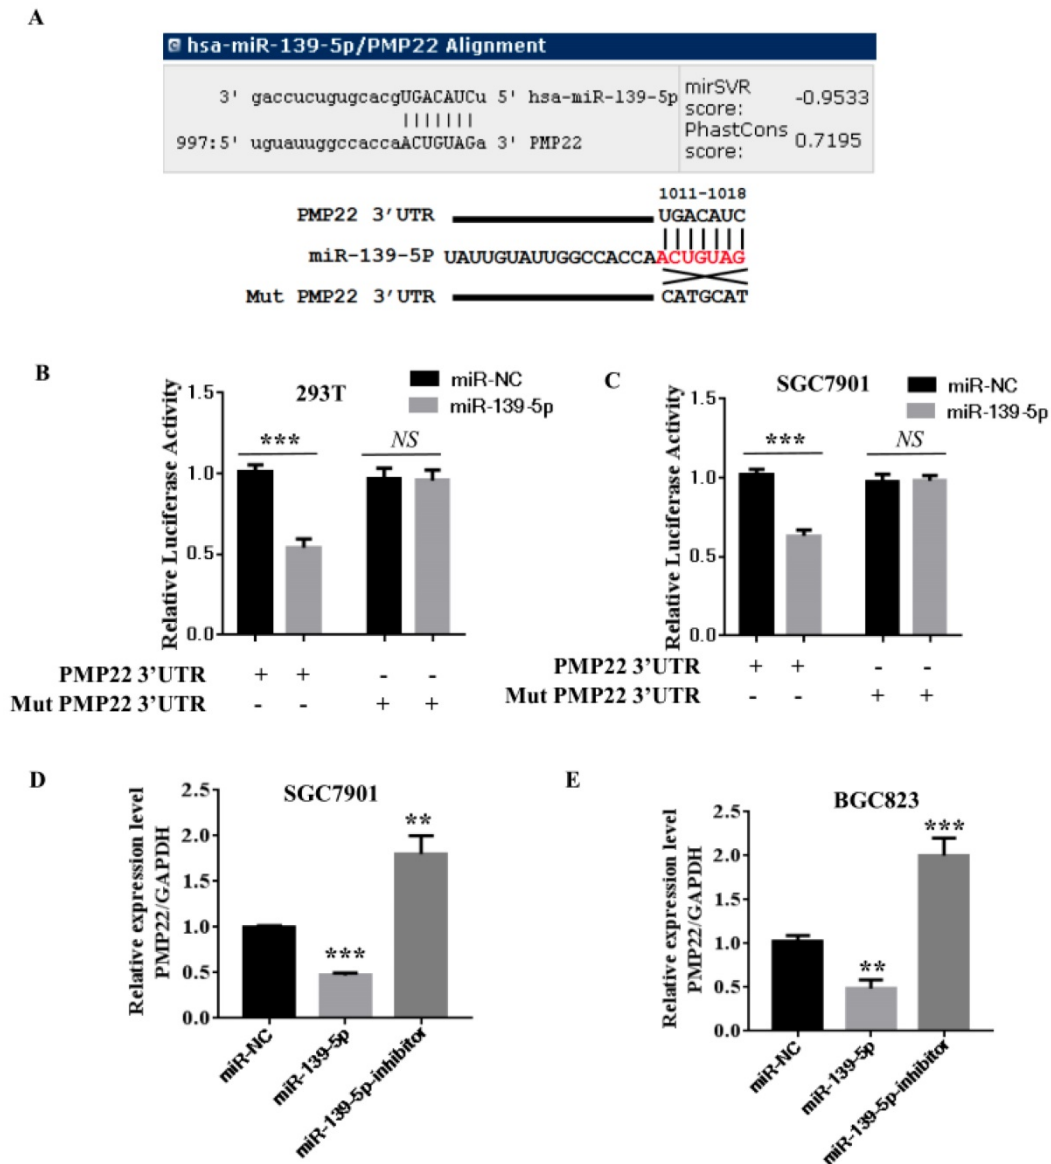 A
hsa-miR-139-5p/PMP22 Alignment
3' gaccucugugcacgUGACAUCu 5' hsa-miR-139-5p
|||||||
997:5' uguauuggccaccaACUGUAGa 3' PMP22
mirSVR score: -0.9533
PhastCons score: 0.7195
1011-1018
PMP22 3'UTR UGACAUC
miR-139-5P UAUUGUAUUGGCCACCAACUGUAG
Mut PMP22 3'UTR CATGCAT
B
293T
miR-NC
miR-139-5p
Relative Luciferase Activity
1.5
1.0
0.5
0.0
***
NS
PMP22 3'UTR + + - -
Mut PMP22 3'UTR - - + +
C
SGC7901
miR-NC
miR-139-5p
Relative Luciferase Activity
1.5
1.0
0.5
0.0
***
NS
PMP22 3'UTR + + - -
Mut PMP22 3'UTR - - + +
D
SGC7901
Relative expression level
PMP22/GAPDH
2.5
2.0
1.5
1.0
0.5
0.0
***
**
miR-NC
miR-139-5p
miR-139-5p-inhibitor
E
BGC823
Relative expression level
PMP22/GAPDH
2.5
2.0
1.5
1.0
0.5
0.0
**
***
miR-NC
miR-139-5p
miR-139-5p-inhibitor